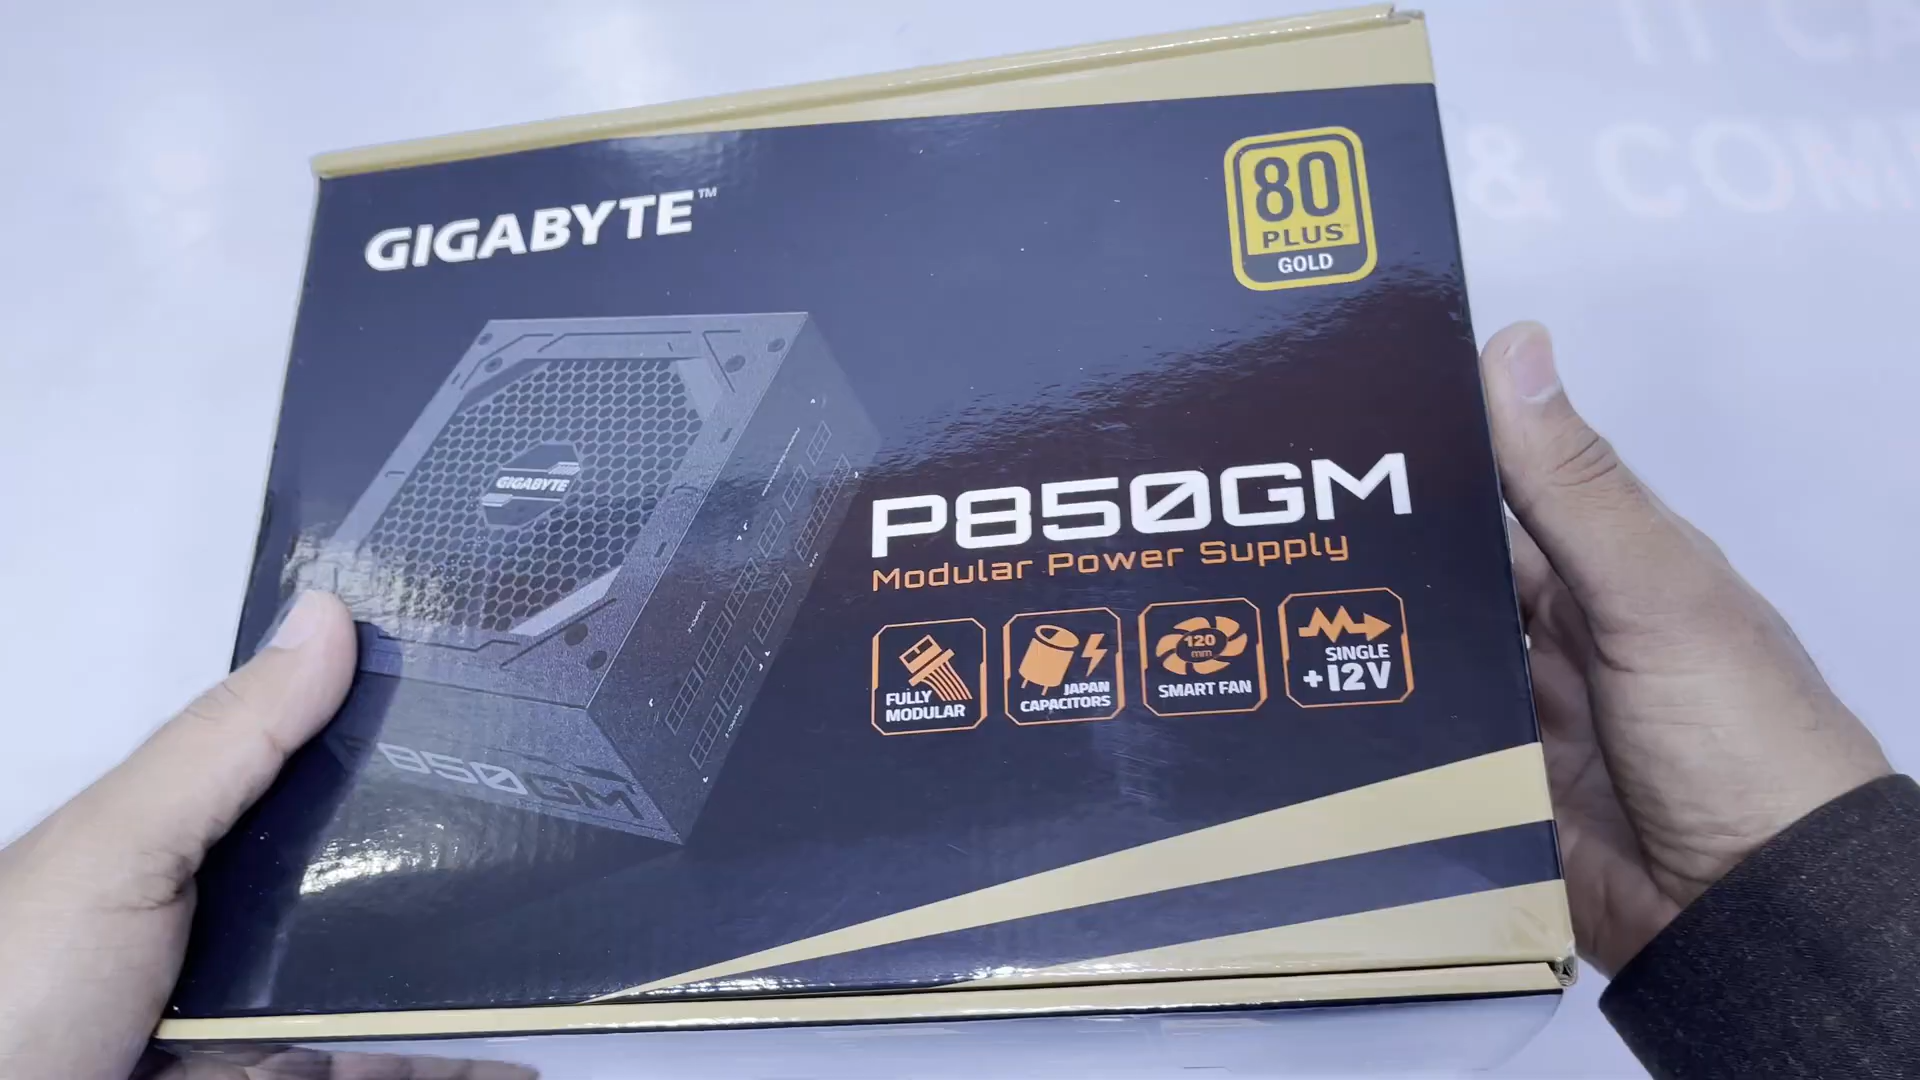 & COM
GIGABYTE™
80
PLUS
GOLD
GIGABYTE
P850GM
Modular Power Supply
FULLY
MODULAR
JAPAN
CAPACITORS
120
mm
SMART FAN
SINGLE
+12V
P850GM